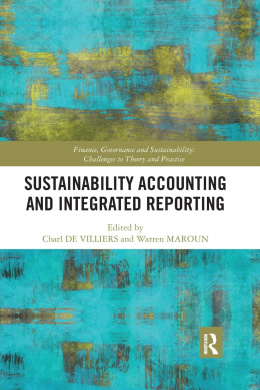 Finance, Governance and Sustainability:
Challenges to Theory and Practice
SUSTAINABILITY ACCOUNTING
AND INTEGRATED REPORTING
Edited by
Charl DE VILLIERS and Warren MAROUN
R
ROUTLEDGE